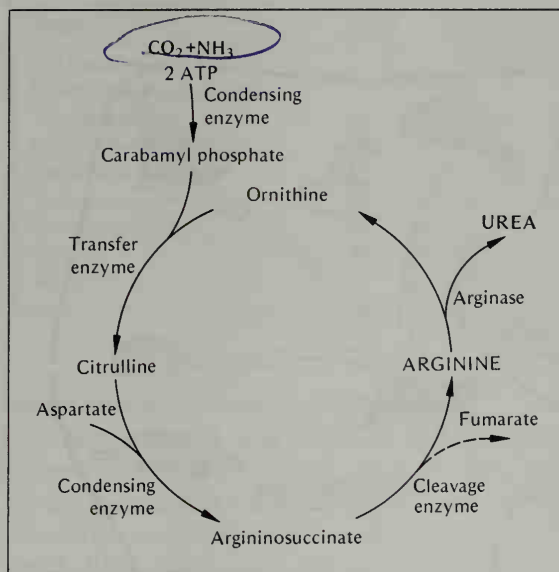 CO₂+NH₃
2 ATP
Condensing
enzyme
Carabamyl phosphate
Ornithine
UREA
Transfer
enzyme
Arginase
Citrulline
ARGININE
Aspartate
Fumarate
Condensing
enzyme
Cleavage
enzyme
Argininosuccinate